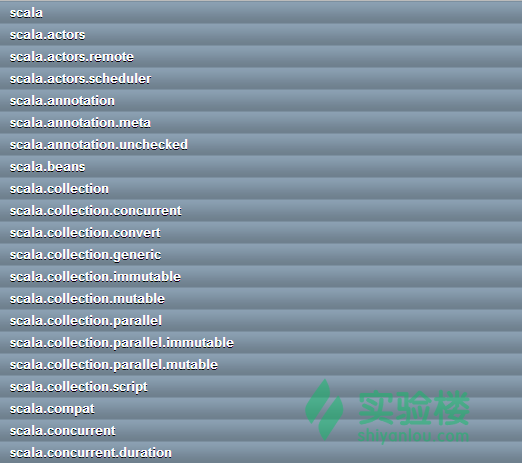 scala
scala.actors
scala.actors.remote
scala.actors.scheduler
scala.annotation
scala.annotation.meta
scala.annotation.unchecked
scala.beans
scala.collection
scala.collection.concurrent
scala.collection.convert
scala.collection.generic
scala.collection.immutable
scala.collection.mutable
scala.collection.parallel
scala.collection.parallel.immutable
scala.collection.parallel.mutable
scala.collection.script
scala.compat
scala.concurrent
scala.concurrent.duration
实验楼
shiyanlou.com